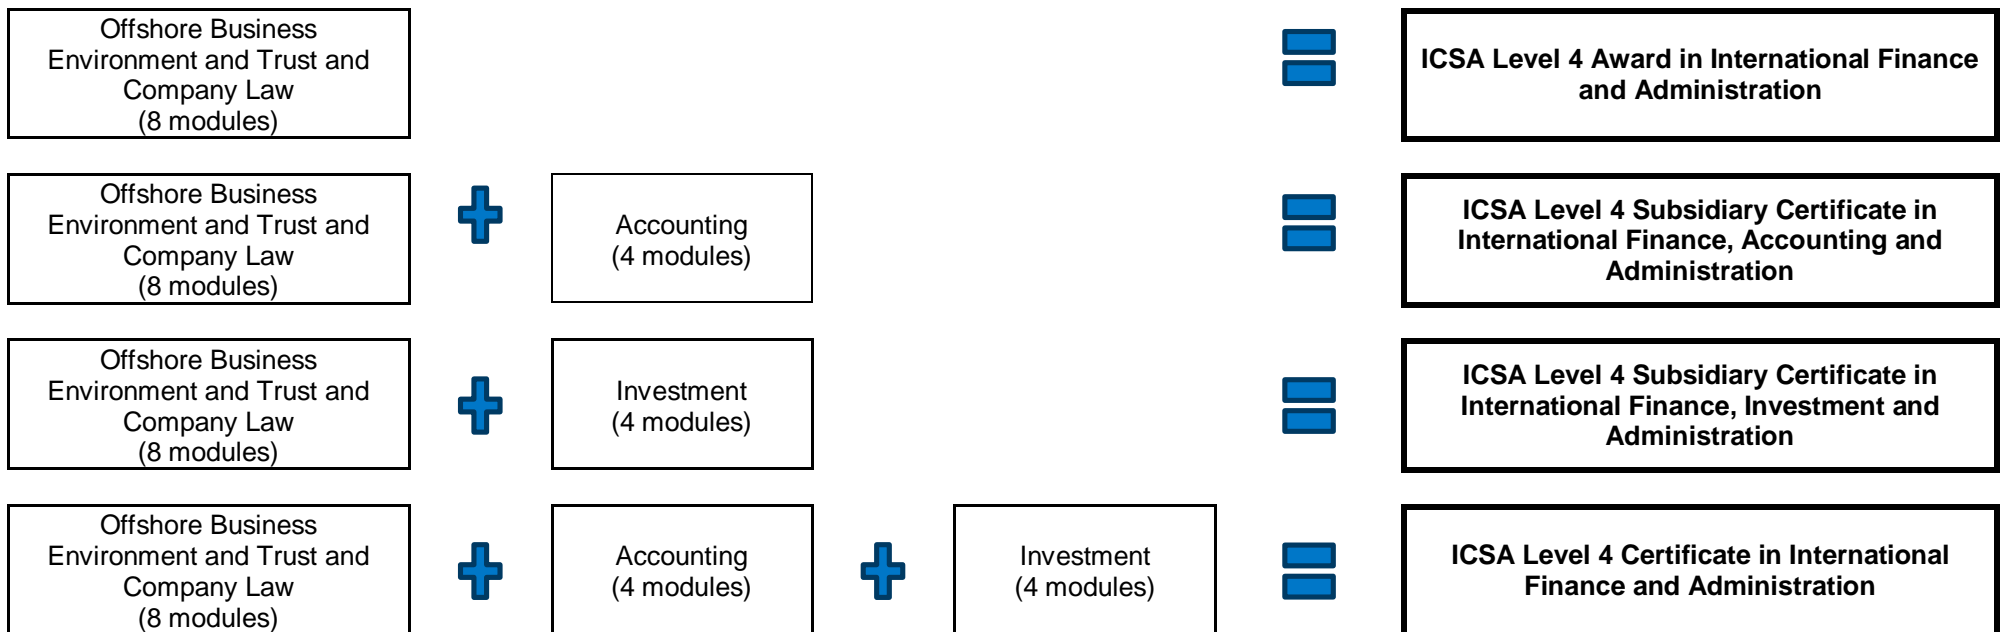 Offshore Business
Environment and Trust and
Company Law
(8 modules)
ICSA Level 4 Award in International Finance
and Administration
Offshore Business
Environment and Trust and
Company Law
(8 modules)
Accounting
(4 modules)
ICSA Level 4 Subsidiary Certificate in
International Finance, Accounting and
Administration
Offshore Business
Environment and Trust and
Company Law
(8 modules)
Investment
(4 modules)
ICSA Level 4 Subsidiary Certificate in
International Finance, Investment and
Administration
Offshore Business
Environment and Trust and
Company Law
(8 modules)
Accounting
(4 modules)
Investment
(4 modules)
ICSA Level 4 Certificate in International
Finance and Administration